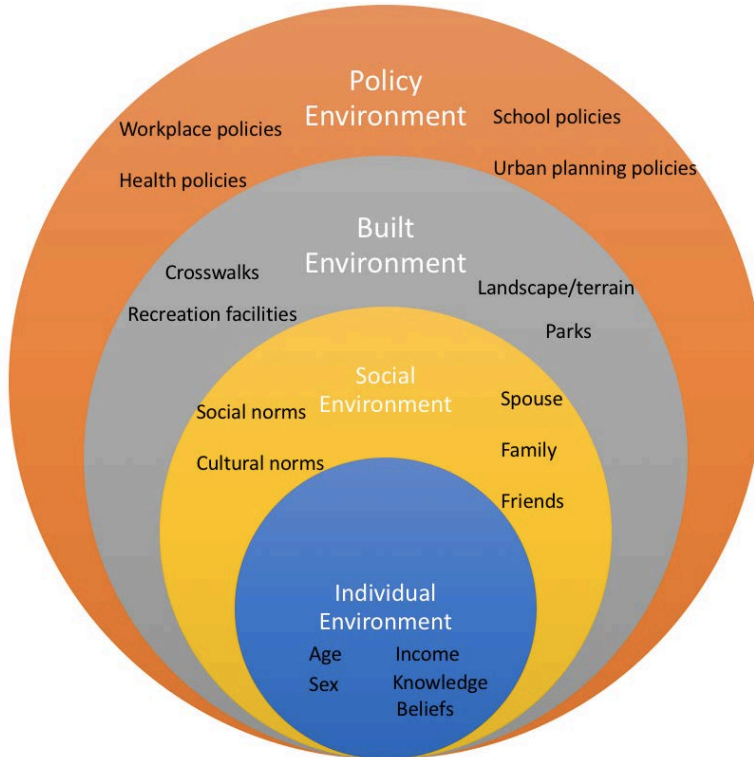 Policy
Environment
Workplace policies
School policies
Health policies
Urban planning policies
Built
Environment
Crosswalks
Landscape/terrain
Recreation facilities
Parks
Social
Environment
Social norms
Spouse
Cultural norms
Family
Friends
Individual
Environment
Age
Income
Sex
Knowledge
Beliefs